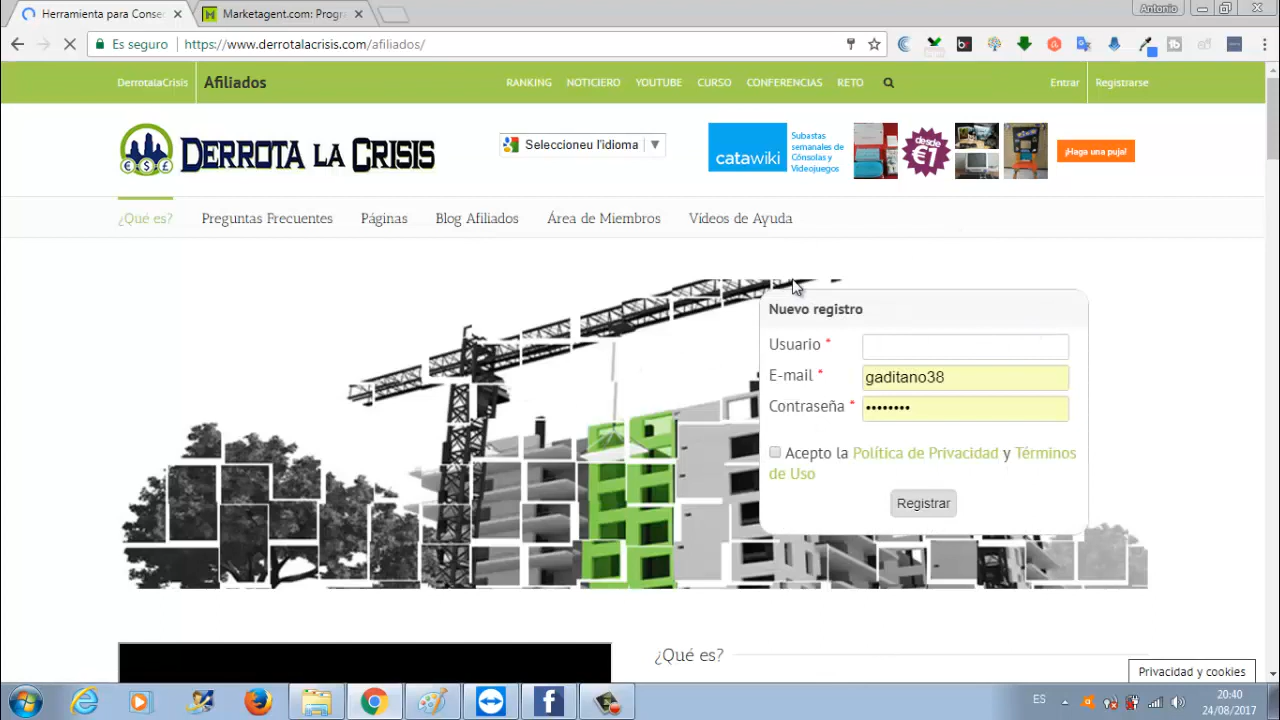 Herramienta para Conse
Marketagent.com: Progra
Antonio
Es seguro
https://www.derrotalacrisis.com/afiliados/
DerrotalaCrisis
Afiliados
RANKING
NOTICIERO
YOUTUBE
CURSO
CONFERENCIAS
RETO
Entrar
Registrarse
€ $ £
DERROTA LA CRISIS
Seleccioneu l'idioma
catawiki
Subastas
semanales de
Cónsolas y
Videojuegos
desde
€1
¡Haga una puja!
¿Qué es?
Preguntas Frecuentes
Páginas
Blog Afiliados
Área de Miembros
Vídeos de Ayuda
Nuevo registro
Usuario *
E-mail *
gaditano38
Contraseña *
••••••••
Acepto la Política de Privacidad y Términos
de Uso
Registrar
¿Qué es?
Privacidad y cookies
ES
20:40
24/08/2017